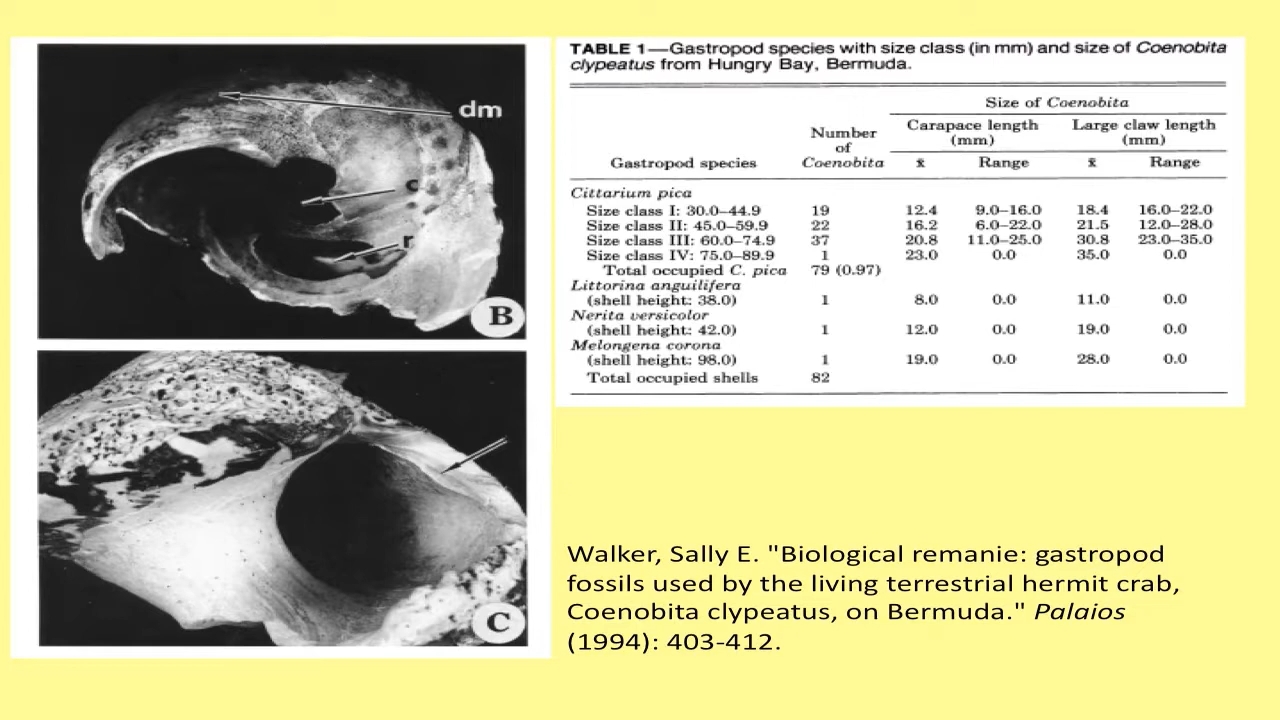 dm
c
r
B
C
TABLE 1—Gastropod species with size class (in mm) and size of Coenobita
clypeatus from Hungry Bay, Bermuda.
Size of Coenobita
Number Carapace length Large claw length
of (mm) (mm)
Gastropod species Coenobita x̄ Range x̄ Range
Cittarium pica
Size class I: 30.0–44.9 19 12.4 9.0–16.0 18.4 16.0–22.0
Size class II: 45.0–59.9 22 16.2 6.0–22.0 21.5 12.0–28.0
Size class III: 60.0–74.9 37 20.8 11.0–25.0 30.8 23.0–35.0
Size class IV: 75.0–89.9 1 23.0 0.0 35.0 0.0
Total occupied C. pica 79 (0.97)
Littorina anguilifera
(shell height: 38.0) 1 8.0 0.0 11.0 0.0
Nerita versicolor
(shell height: 42.0) 1 12.0 0.0 19.0 0.0
Melongena corona
(shell height: 98.0) 1 19.0 0.0 28.0 0.0
Total occupied shells 82
Walker, Sally E. "Biological remanie: gastropod
fossils used by the living terrestrial hermit crab,
Coenobita clypeatus, on Bermuda." Palaios
(1994): 403-412.